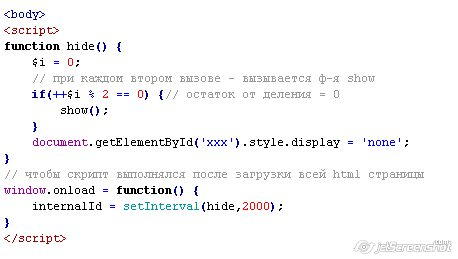 <body>
<script>
function hide() {
$i = 0;
// при каждом втором вызове - вызывается ф-я show
if(++$i % 2 == 0) {// остаток от деления = 0
show();
}
document.getElementById('xxx').style.display = 'none';
}
// чтобы скрипт выполнялся после загрузки всей html страницы
window.onload = function() {
internalId = setInterval(hide,2000);
}
</script>
jetScreenshot